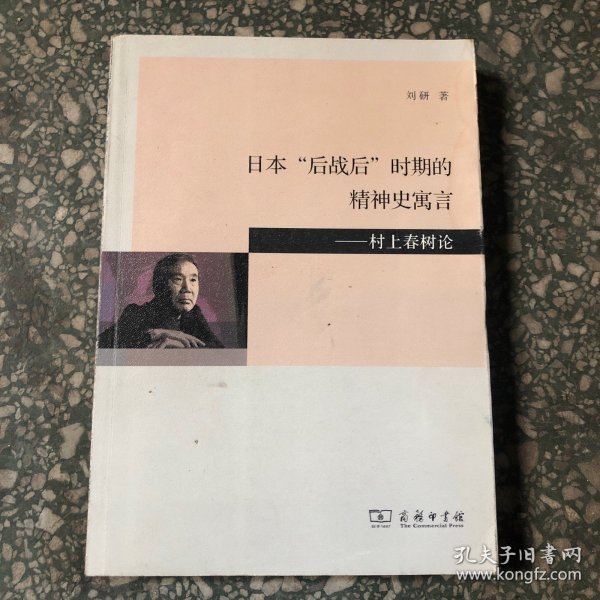 刘研 著
日本“后战后”时期的
精神史寓言
——村上春树论
商务印书馆
The Commercial Press
孔夫子旧书网
www.kongfz.com